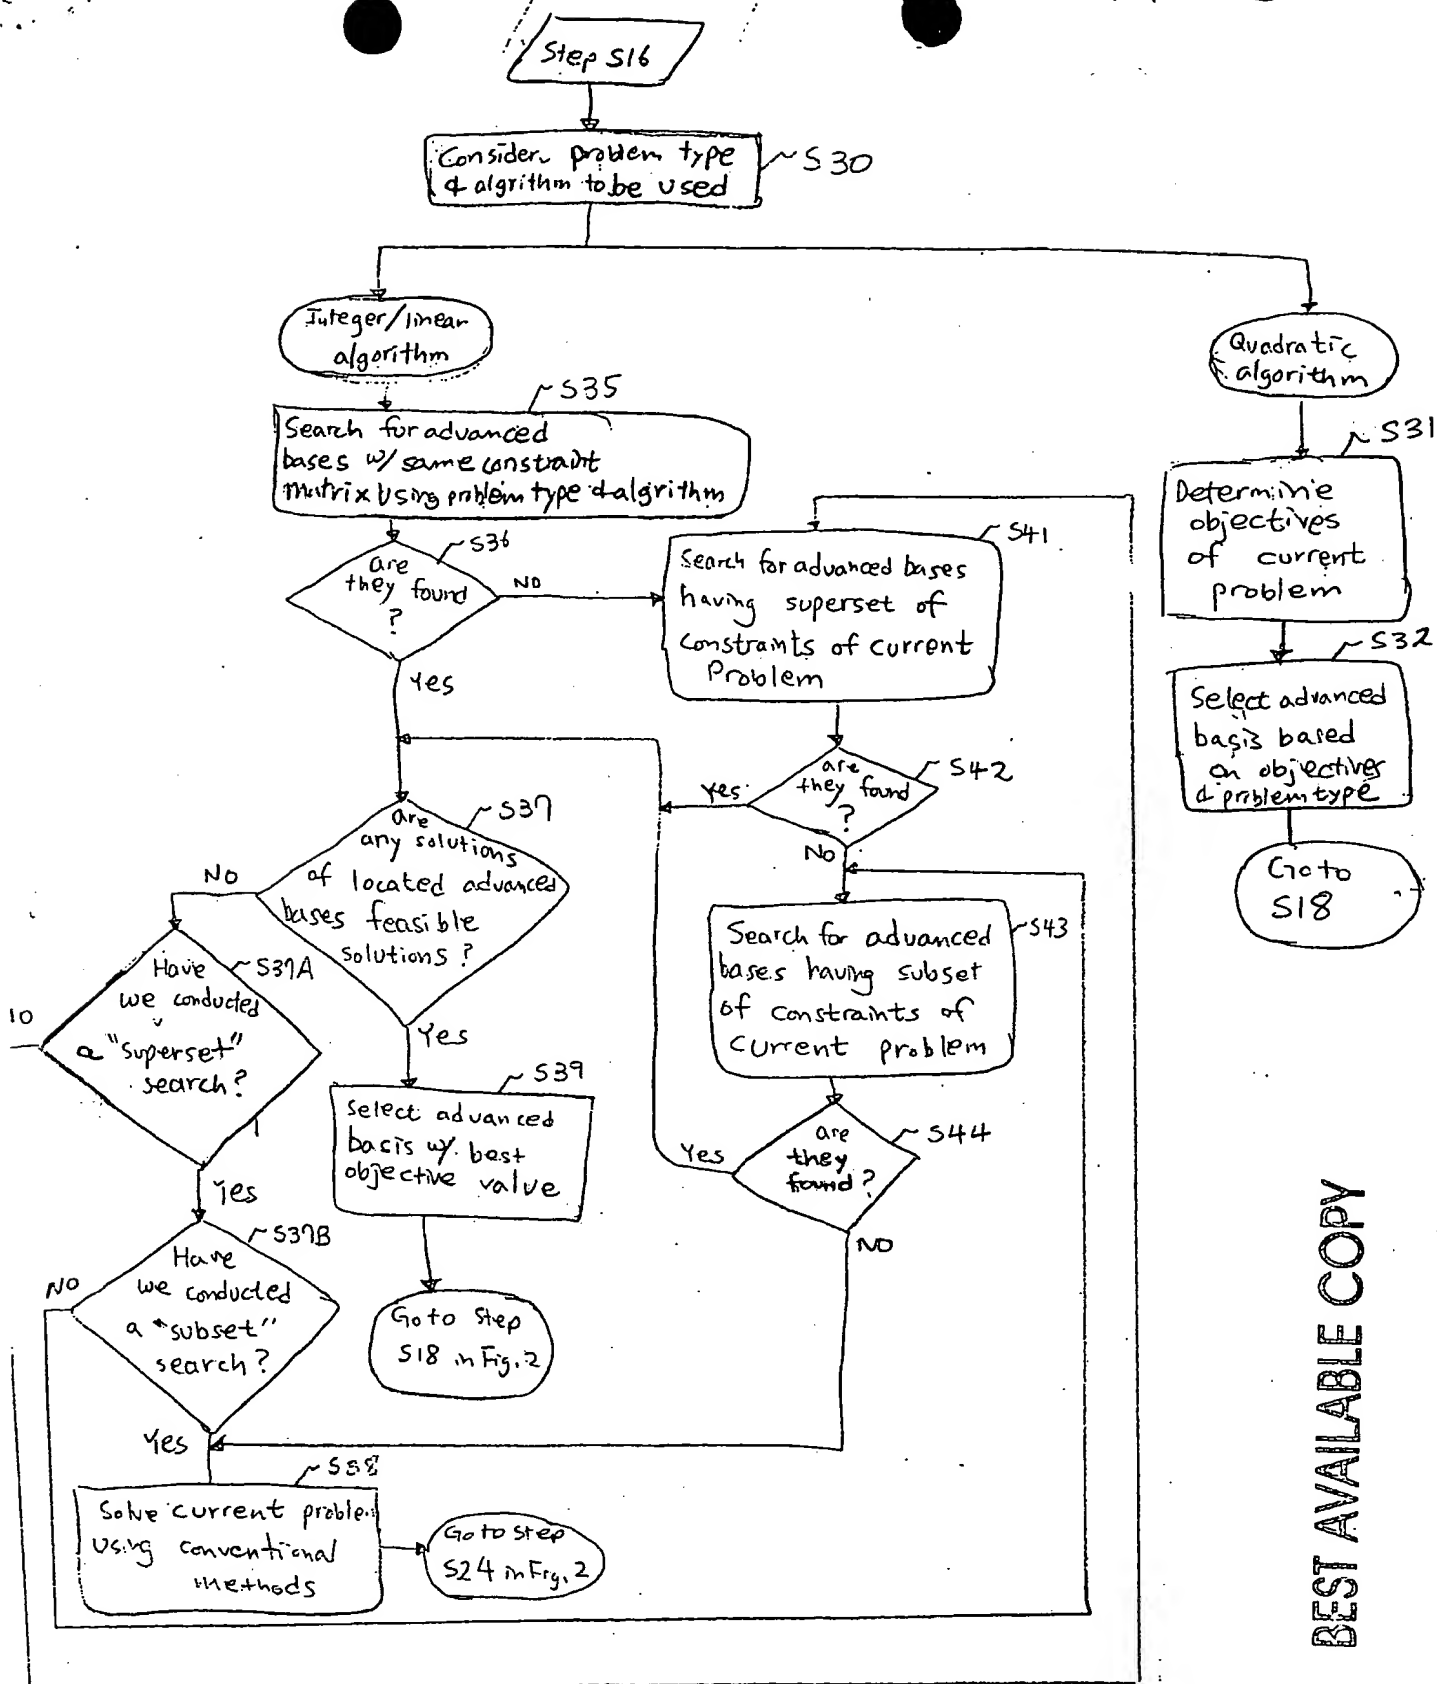 Step S16
Consider problem type
& algrithm to be used
S30
Integer/linear
algorithm
Quadratic
algorithm
S35
Search for advanced
bases w/ same constraint
matrix using problem type & algrithm
S31
Determine
objectives
of current
problem
S36
are
they found
?
NO
Yes
S41
Search for advanced bases
having superset of
constraints of current
Problem
S32
Select advanced
basis based
on objectives
& problem type
Go to
S18
S42
are
they found
?
Yes
No
S37
are
any solutions
of located advanced
bases feasible
solutions?
NO
Yes
S43
Search for advanced
bases having subset
of constraints of
current problem
S37A
Have
we conducted
a "superset"
search?
Yes
S39
Select advanced
basis w/ best
objective value
S44
are
they
found?
Yes
NO
S37B
Have
we conducted
a "subset"
search?
NO
Yes
Go to Step
S18 in Fig. 2
S38
Solve current problem
using conventional
methods
Go to Step
S24 in Fig. 2
BEST AVAILABLE COPY